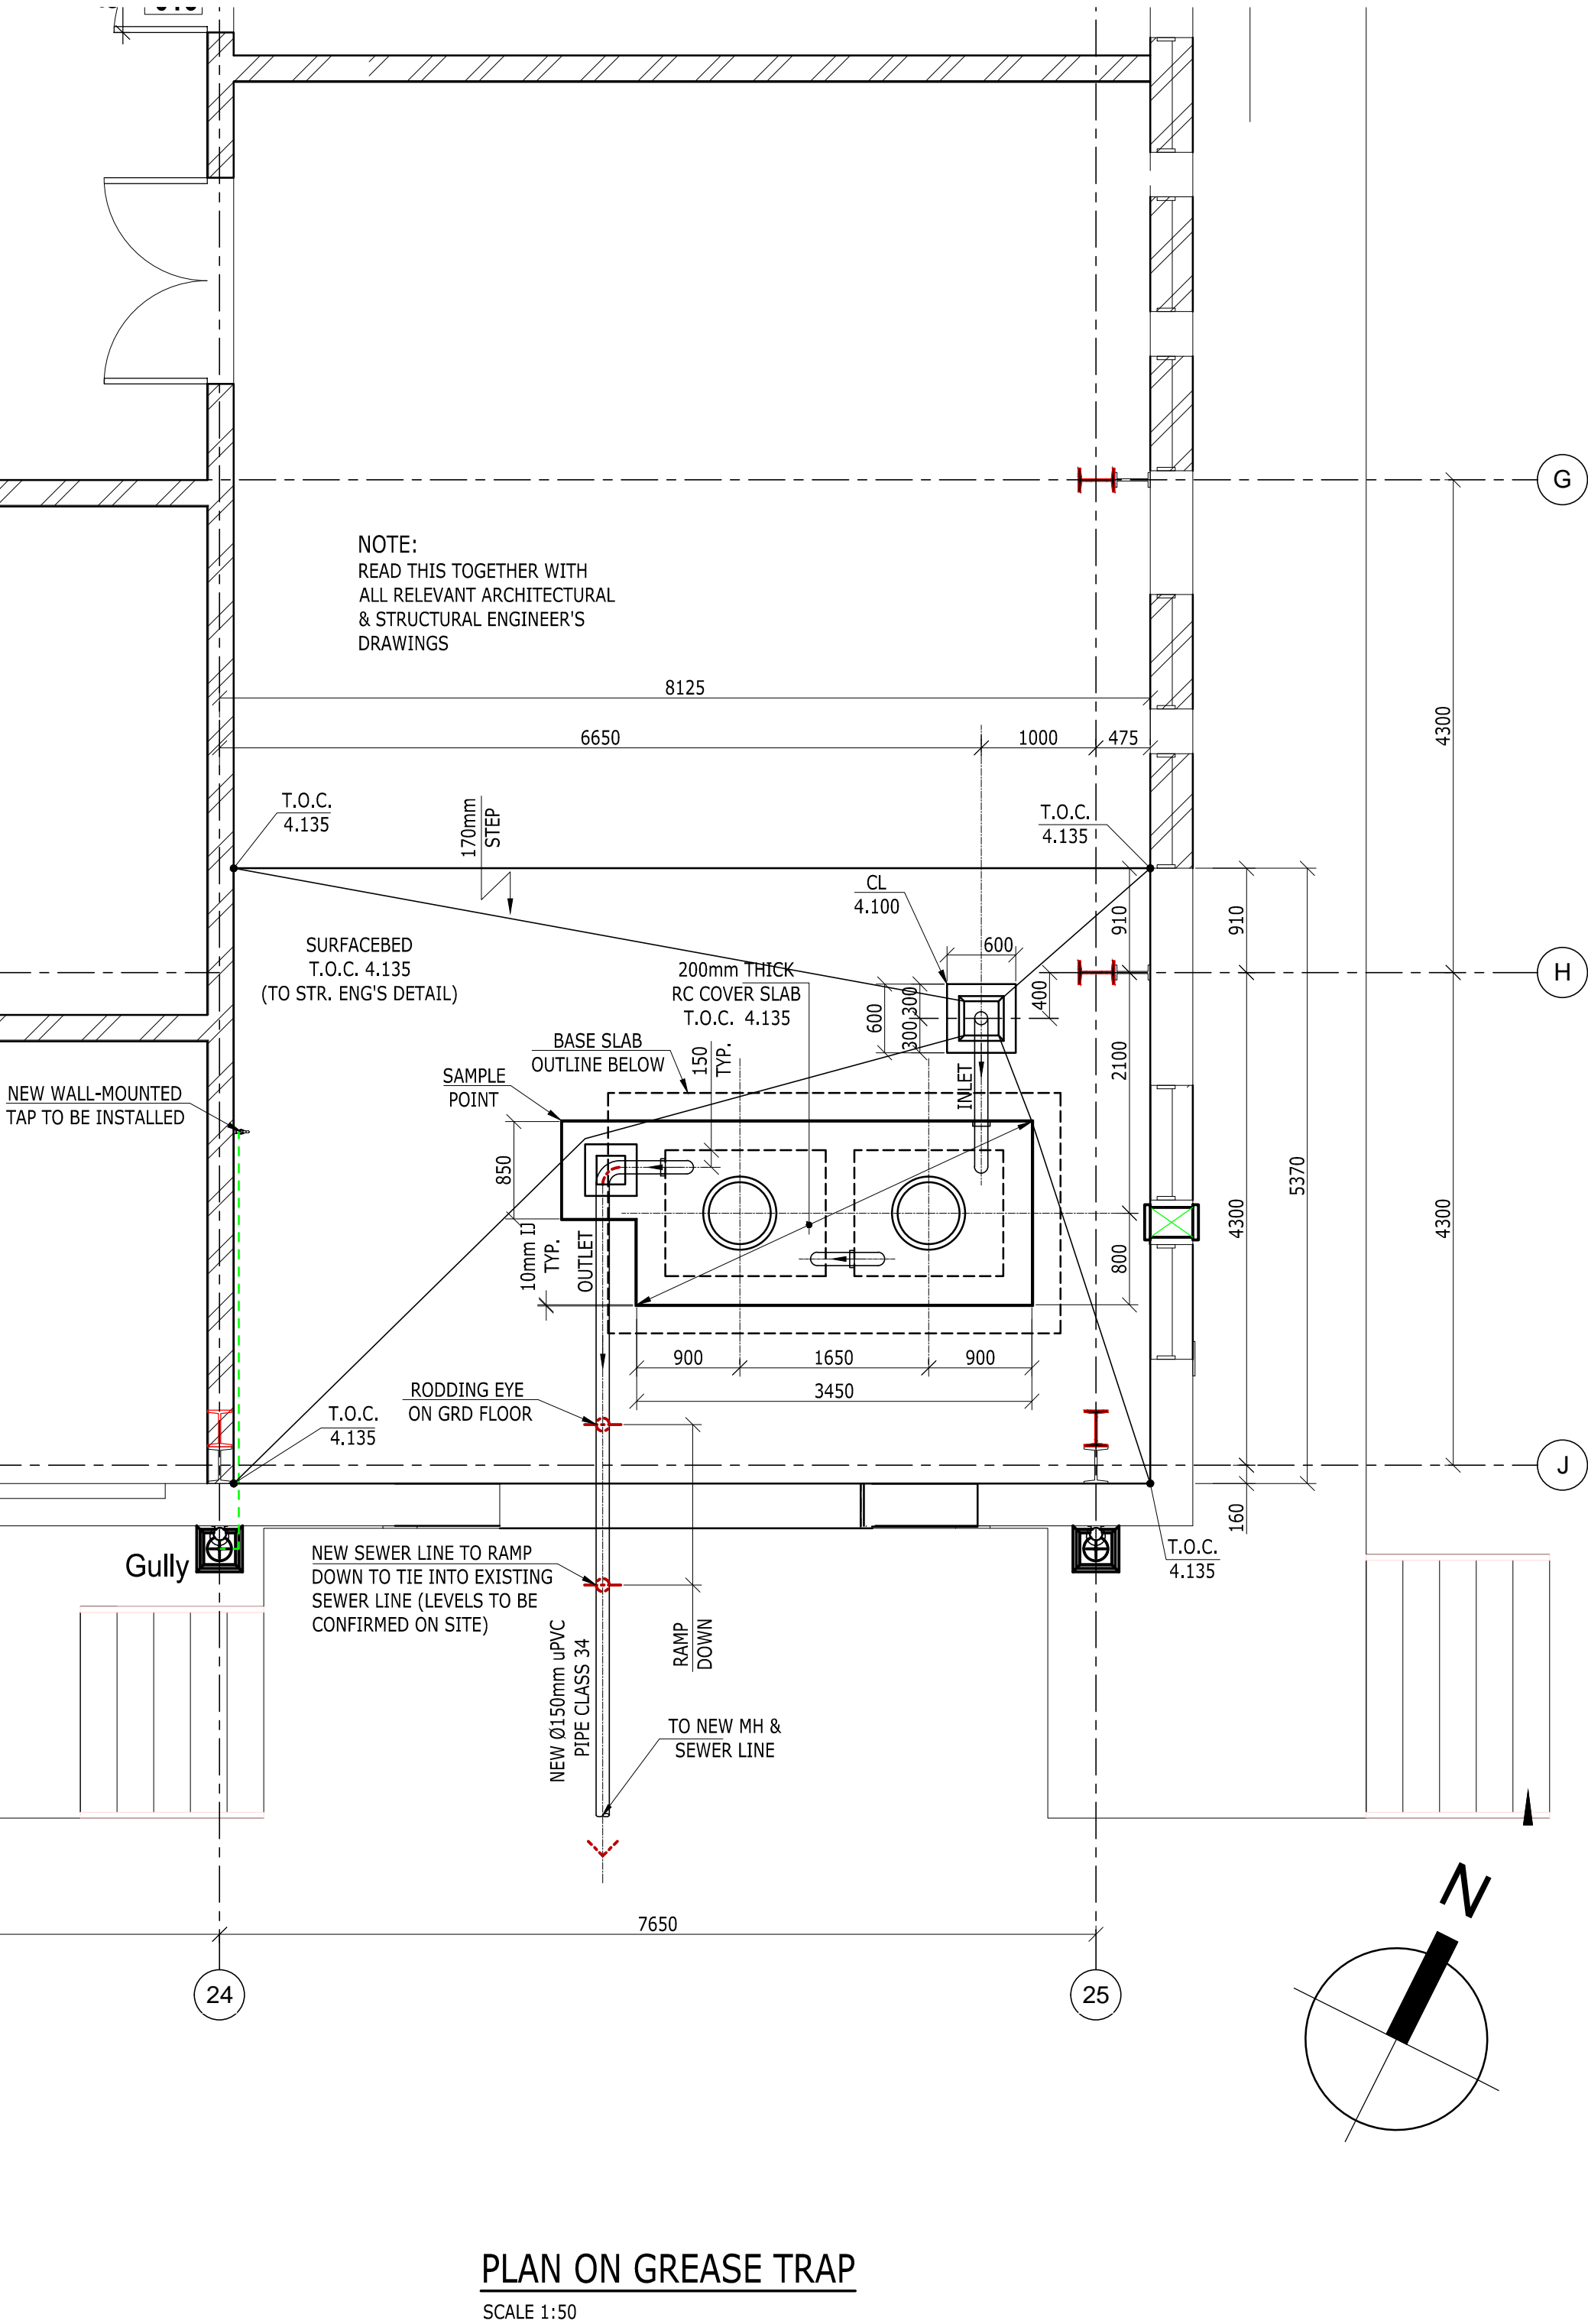 G
NOTE:
READ THIS TOGETHER WITH
ALL RELEVANT ARCHITECTURAL
& STRUCTURAL ENGINEER'S
DRAWINGS
8125
4300
6650
1000
475
T.O.C.
4.135
170mm
STEP
T.O.C.
4.135
CL
4.100
910
910
600
SURFACEBED
T.O.C. 4.135
(TO STR. ENG'S DETAIL)
200mm THICK
RC COVER SLAB
T.O.C. 4.135
H
600
300
300
400
BASE SLAB
OUTLINE BELOW
150
TYP.
2100
SAMPLE
POINT
INLET
NEW WALL-MOUNTED
TAP TO BE INSTALLED
850
5370
4300
4300
10mm IJ
TYP.
OUTLET
800
900
1650
900
3450
RODDING EYE
ON GRD FLOOR
T.O.C.
4.135
J
160
Gully
NEW SEWER LINE TO RAMP
DOWN TO TIE INTO EXISTING
SEWER LINE (LEVELS TO BE
CONFIRMED ON SITE)
T.O.C.
4.135
RAMP
DOWN
NEW Ø150mm uPVC
PIPE CLASS 34
TO NEW MH &
SEWER LINE
N
7650
24
25
PLAN ON GREASE TRAP
SCALE 1:50